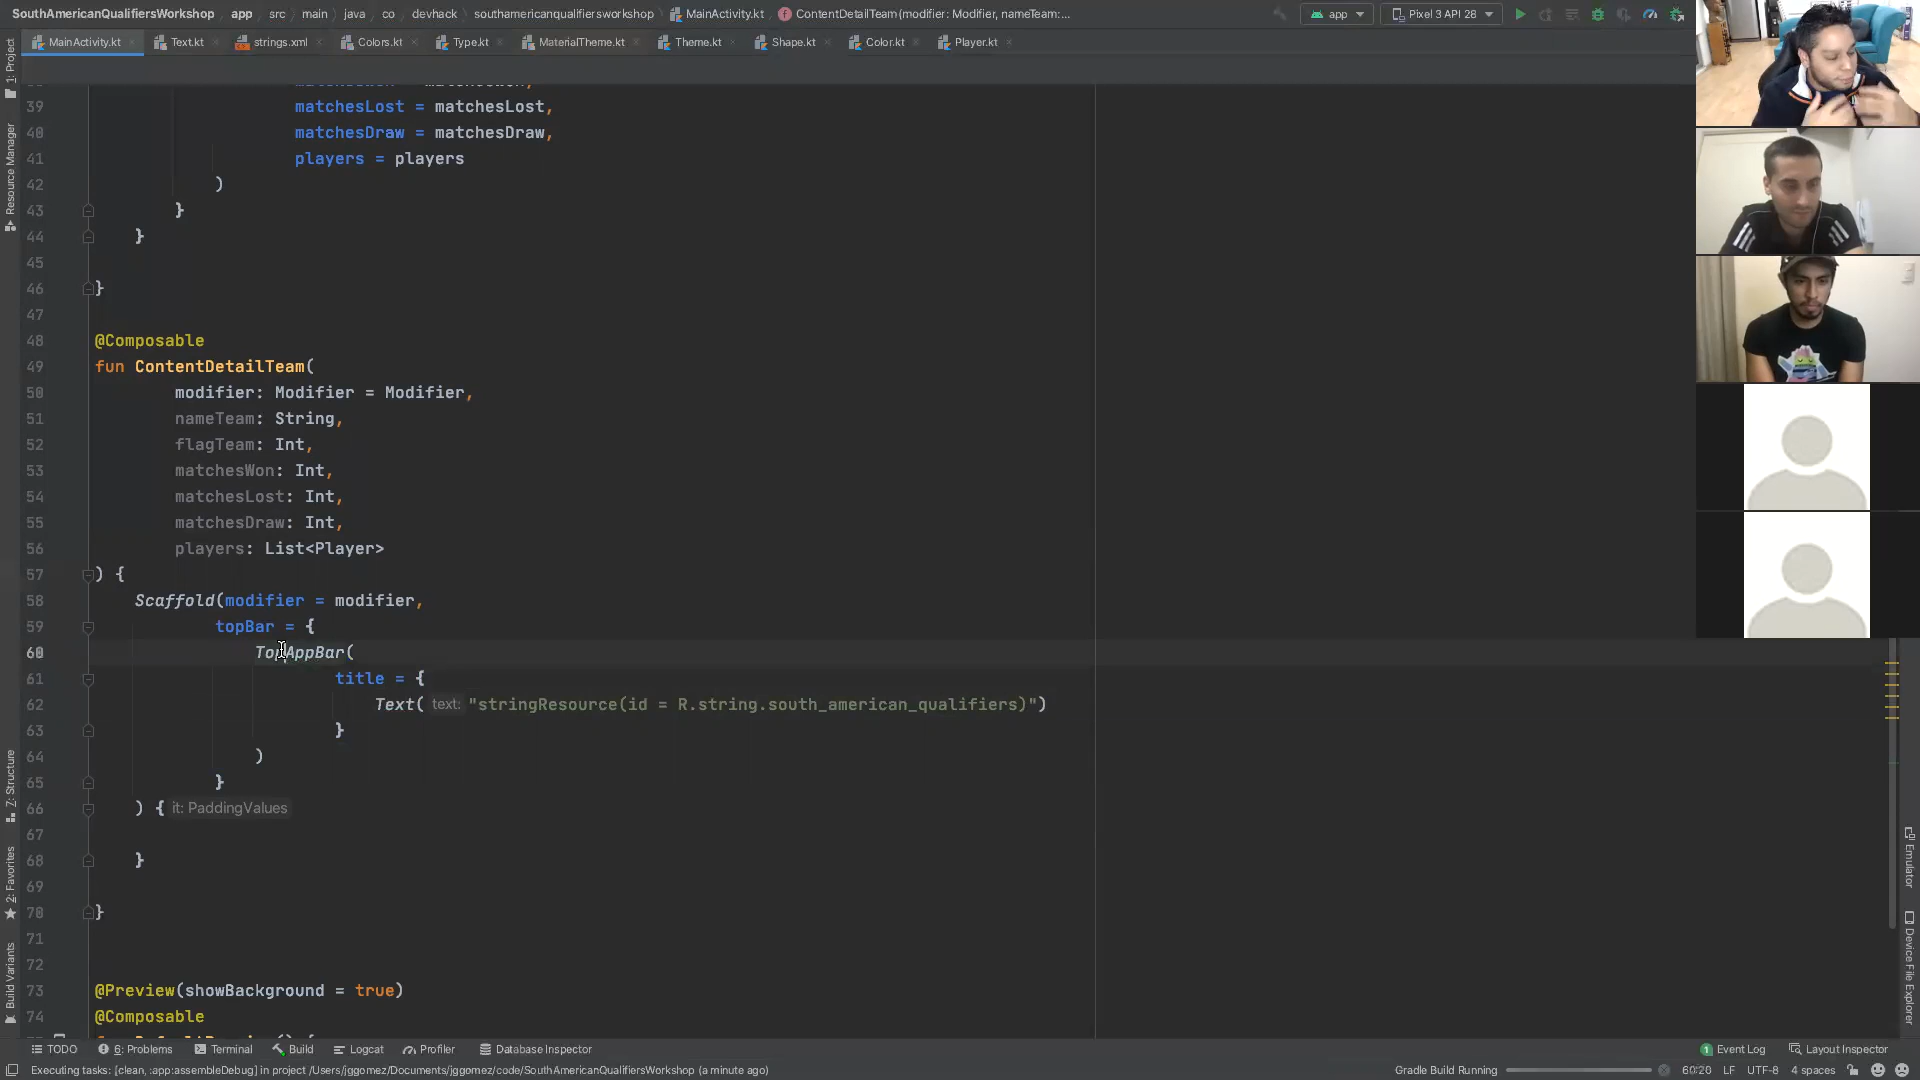 SouthAmericanQualifiersWorkshop app src main java co devhack southamericanqualifiersworkshop MainActivity.kt ContentDetailTeam(modifier: Modifier, nameTeam:... app Pixel 3 API 28
MainActivity.kt Text.kt strings.xml Colors.kt Type.kt MaterialTheme.kt Theme.kt Shape.kt Color.kt Player.kt
1: Project
Resource Manager
7: Structure
2: Favorites
Build Variants
39 matchesLost = matchesLost,
40 matchesDraw = matchesDraw,
41 players = players
42 )
43 }
44 }
45
46 }
47
48 @Composable
49 fun ContentDetailTeam(
50 modifier: Modifier = Modifier,
51 nameTeam: String,
52 flagTeam: Int,
53 matchesWon: Int,
54 matchesLost: Int,
55 matchesDraw: Int,
56 players: List<Player>
57 ) {
58 Scaffold(modifier = modifier,
59 topBar = {
60 TopAppBar(
61 title = {
62 Text( text: "stringResource(id = R.string.south_american_qualifiers)")
63 }
64 )
65 }
66 ) { it: PaddingValues
67
68 }
69
70 }
71
72
73 @Preview(showBackground = true)
74 @Composable
Emulator
Device File Explorer
TODO 6: Problems Terminal Build Logcat Profiler Database Inspector 1 Event Log Layout Inspector
Executing tasks: [clean, :app:assembleDebug] in project /Users/jggomez/Documents/jggomez/code/SouthAmericanQualifiersWorkshop (a minute ago) Gradle Build Running 60:20 LF UTF-8 4 spaces